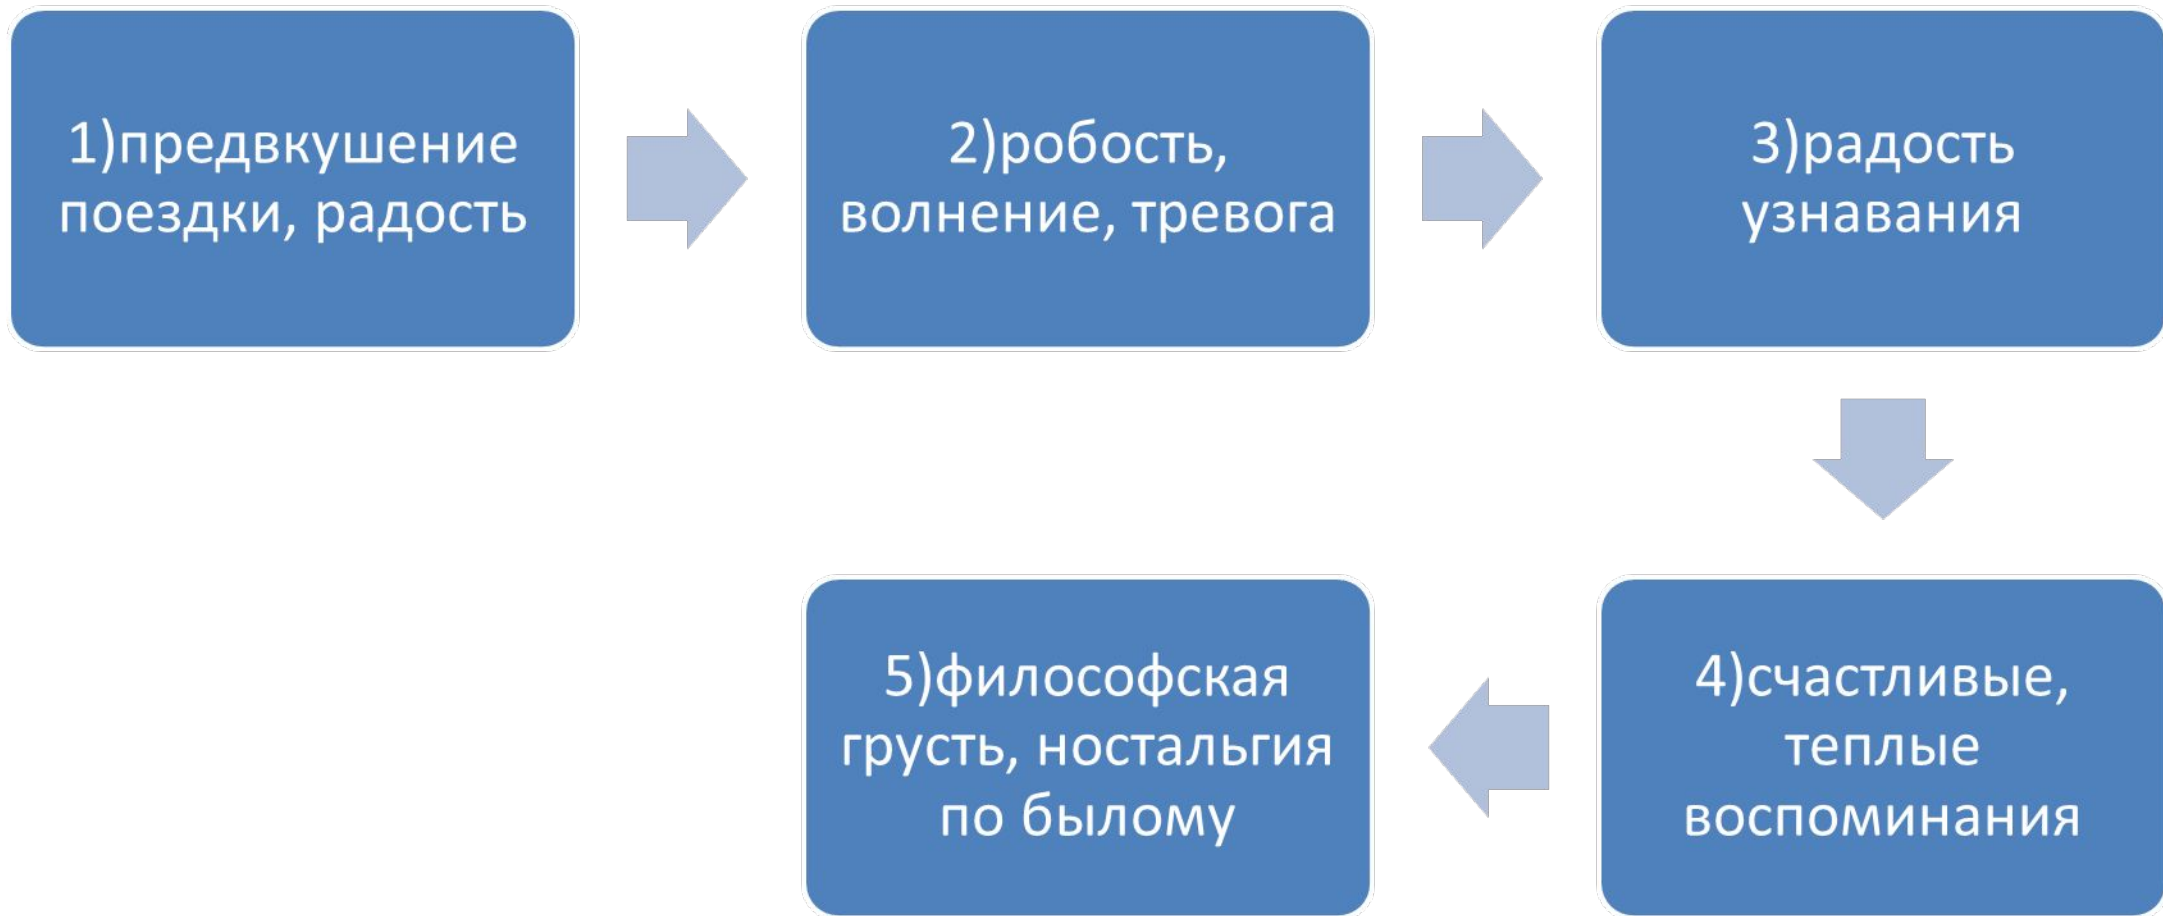 1)предвкушение
поездки, радость
2)робость,
волнение, тревога
3)радость
узнавания
4)счастливые,
теплые
воспоминания
5)философская
грусть, ностальгия
по былому